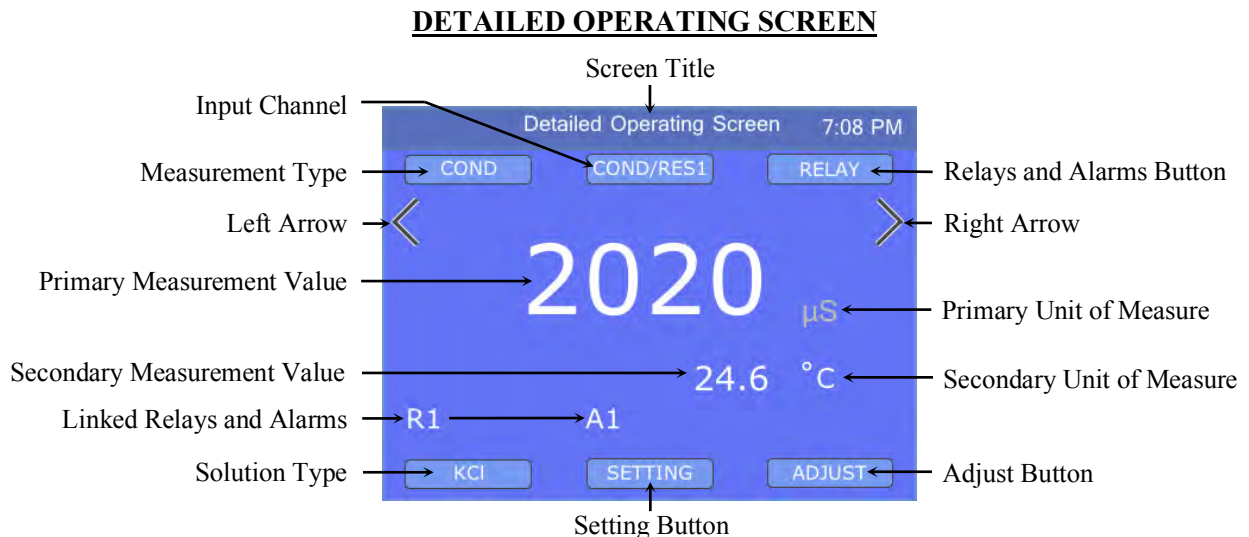 DETAILED OPERATING SCREEN
Screen Title
Input Channel
Detailed Operating Screen 7:08 PM
Measurement Type
COND
COND/RES1
RELAY
Relays and Alarms Button
Left Arrow
Right Arrow
Primary Measurement Value
2020
µS
Primary Unit of Measure
Secondary Measurement Value
24.6 °C
Secondary Unit of Measure
Linked Relays and Alarms
R1
A1
Solution Type
KCl
SETTING
ADJUST
Adjust Button
Setting Button